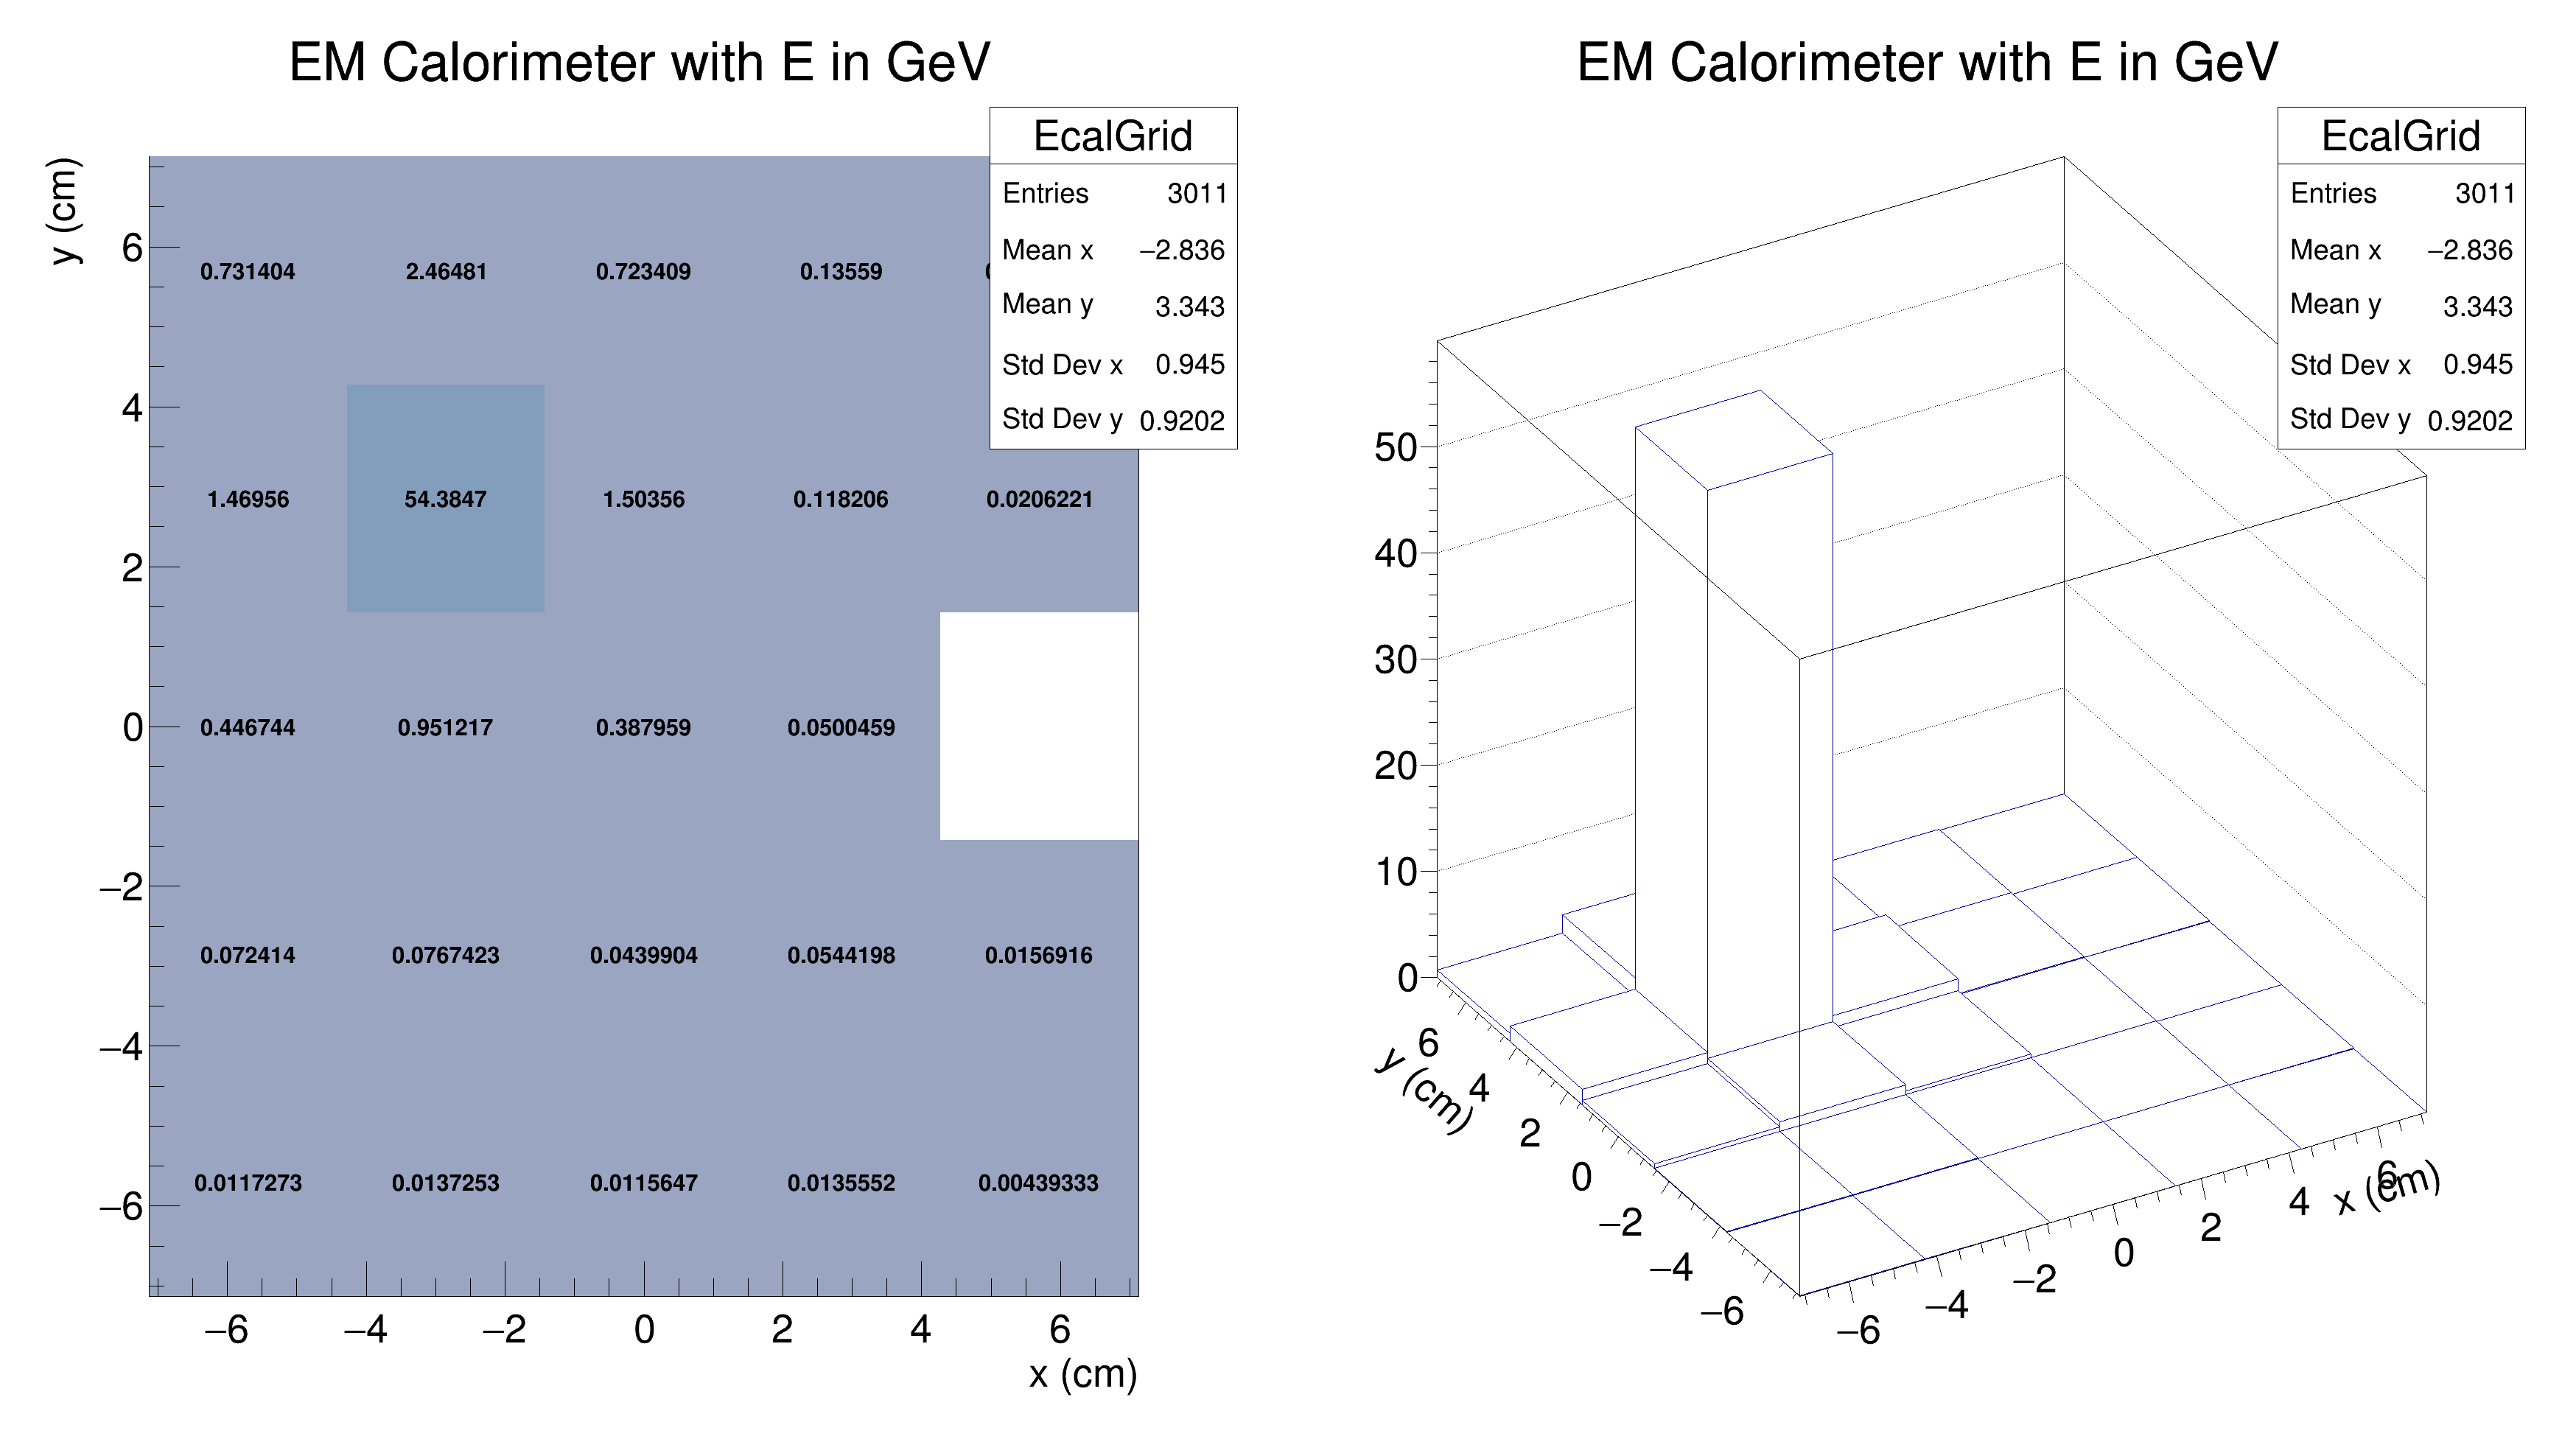 EM Calorimeter with E in GeV
EcalGrid
Entries 3011
Mean x −2.836
Mean y 3.343
Std Dev x 0.945
Std Dev y 0.9202
y (cm)
6
4
2
0
−2
−4
−6
0.731404 2.46481 0.723409 0.13559
1.46956 54.3847 1.50356 0.118206 0.0206221
0.446744 0.951217 0.387959 0.0500459
0.072414 0.0767423 0.0439904 0.0544198 0.0156916
0.0117273 0.0137253 0.0115647 0.0135552 0.00439333
−6 −4 −2 0 2 4 6
x (cm)
EM Calorimeter with E in GeV
EcalGrid
Entries 3011
Mean x −2.836
Mean y 3.343
Std Dev x 0.945
Std Dev y 0.9202
50
40
30
20
10
0
y (cm)
6
4
2
0
−2
−4
−6
−6 −4 −2 0 2 4 6
x (cm)